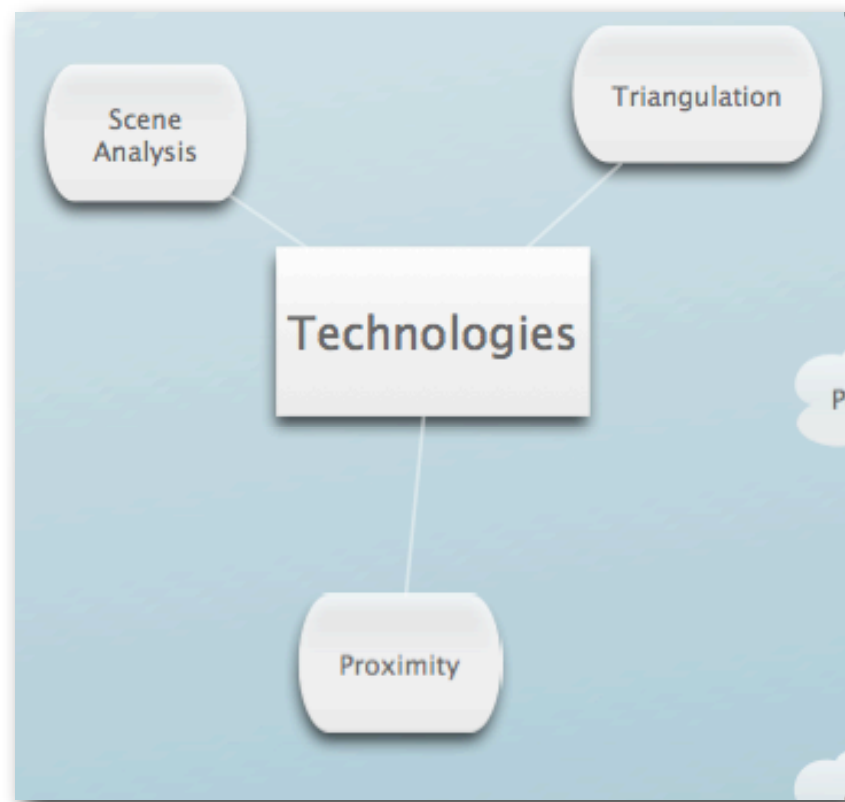 Scene
Analysis
Triangulation
Technologies
P
Proximity